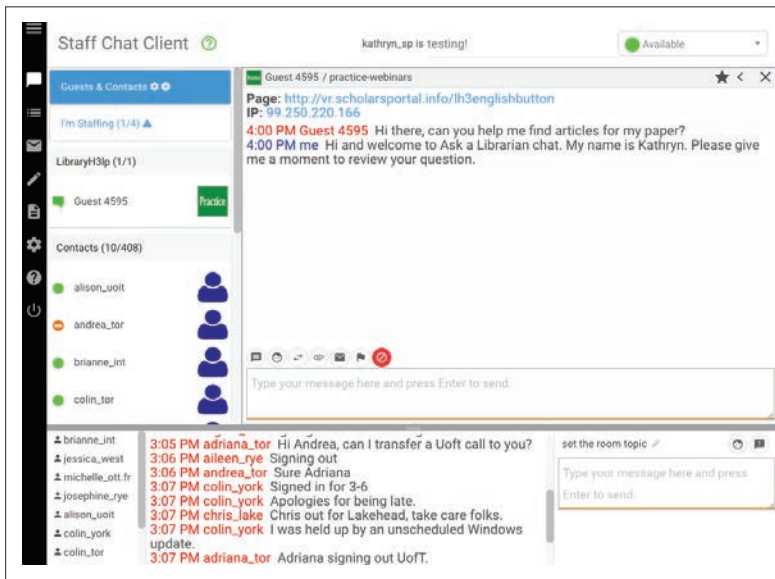 Staff Chat Client
kathryn_sp is testing!
Available
Guests & Contacts
I'm Staffing (1/4)
LibraryH3lp (1/1)
Guest 4595
Practice
Contacts (10/408)
alison_uoit
andrea_tor
brianne_int
colin_tor
Practice
Guest 4595 / practice-webinars
Page: http://vr.scholarsportal.info/lh3englishbutton
IP: 99.250.220.166
4:00 PM Guest 4595 Hi there, can you help me find articles for my paper?
4:00 PM me Hi and welcome to Ask a Librarian chat. My name is Kathryn. Please give
me a moment to review your question.
Type your message here and press Enter to send.
brianne_int
jessica_west
michelle_ott.fr
josephine_rye
alison_uoit
colin_york
colin_tor
3:05 PM adriana_tor Hi Andrea, can I transfer a Uoft call to you?
3:06 PM aileen_rye Signing out
3:06 PM andrea_tor Sure Adriana
3:07 PM colin_york Signed in for 3-6
3:07 PM colin_york Apologies for being late.
3:07 PM chris_lake Chris out for Lakehead, take care folks.
3:07 PM colin_york I was held up by an unscheduled Windows
update.
3:07 PM adriana_tor Adriana signing out UofT.
set the room topic
Type your message here and press
Enter to send.